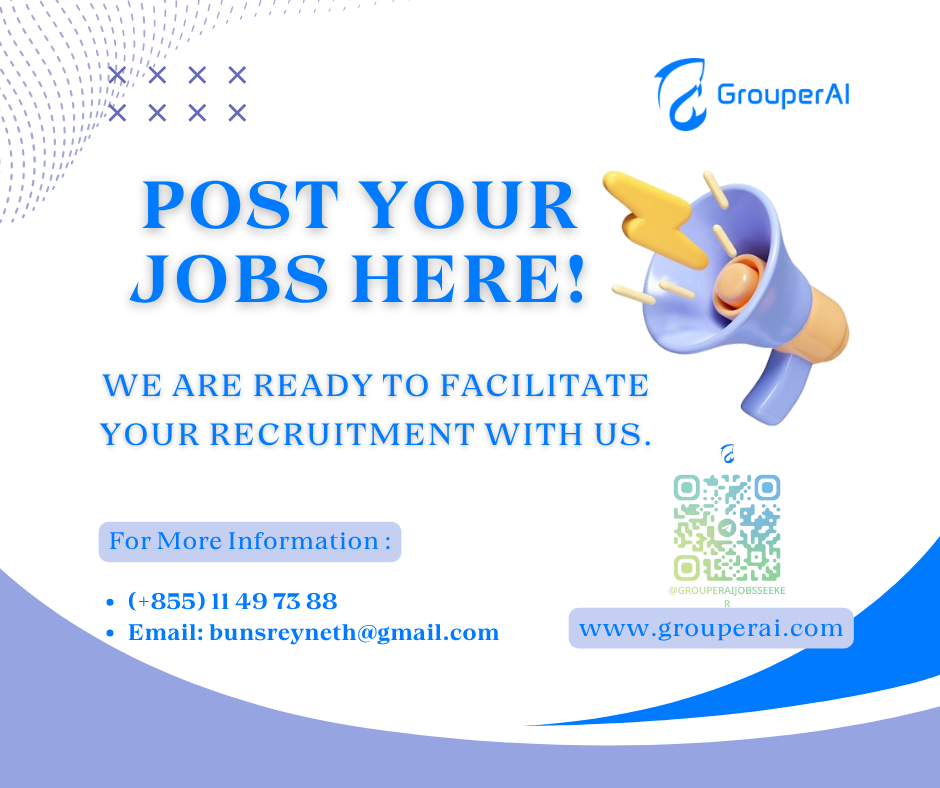 GrouperAI
POST YOUR
JOBS HERE!
WE ARE READY TO FACILITATE
YOUR RECRUITMENT WITH US.
@GROUPERAIJOBSSEEKE
R
For More Information :
(+855) 11 49 73 88
Email: bunsreyneth@gmail.com
www.grouperai.com